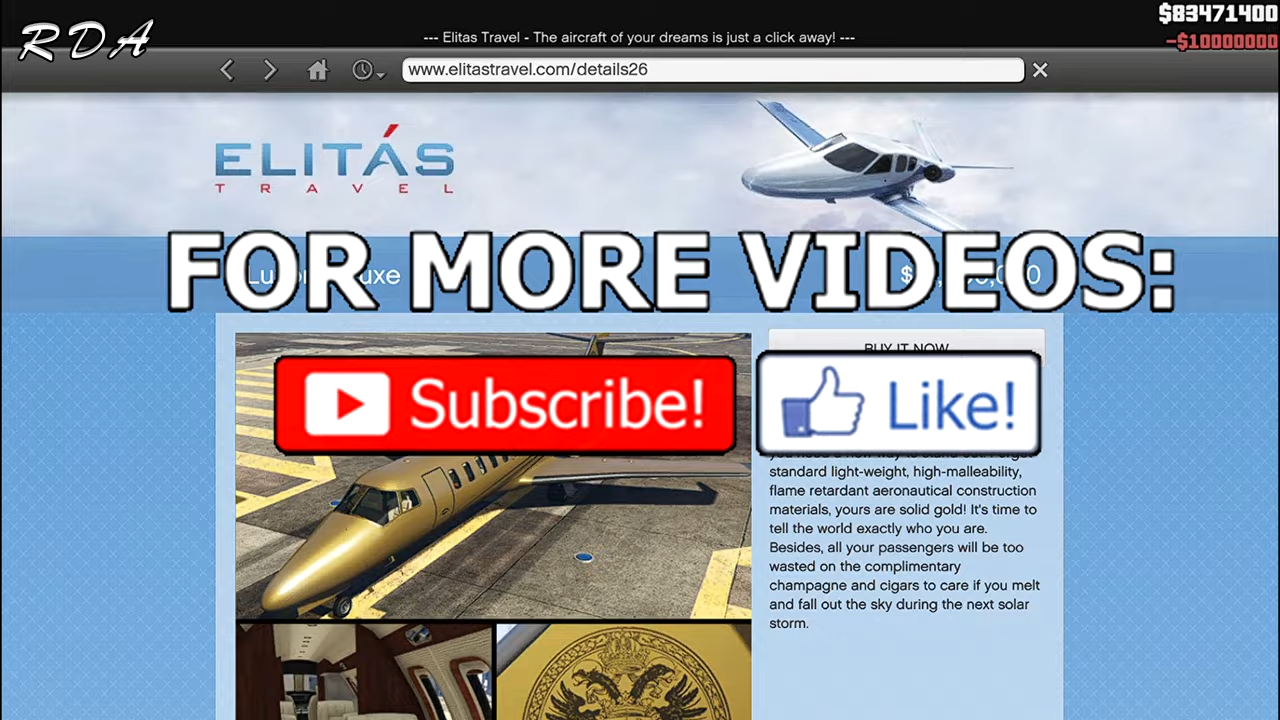 RDA
$83471400
-$10000000
--- Elitas Travel - The aircraft of your dreams is just a click away! ---
www.elitastravel.com/details26
ELITÁS
TRAVEL
FOR MORE VIDEOS:
BUY IT NOW
Subscribe!
Like!
standard light-weight, high-malleability,
flame retardant aeronautical construction
materials, yours are solid gold! It's time to
tell the world exactly who you are.
Besides, all your passengers will be too
wasted on the complimentary
champagne and cigars to care if you melt
and fall out the sky during the next solar
storm.